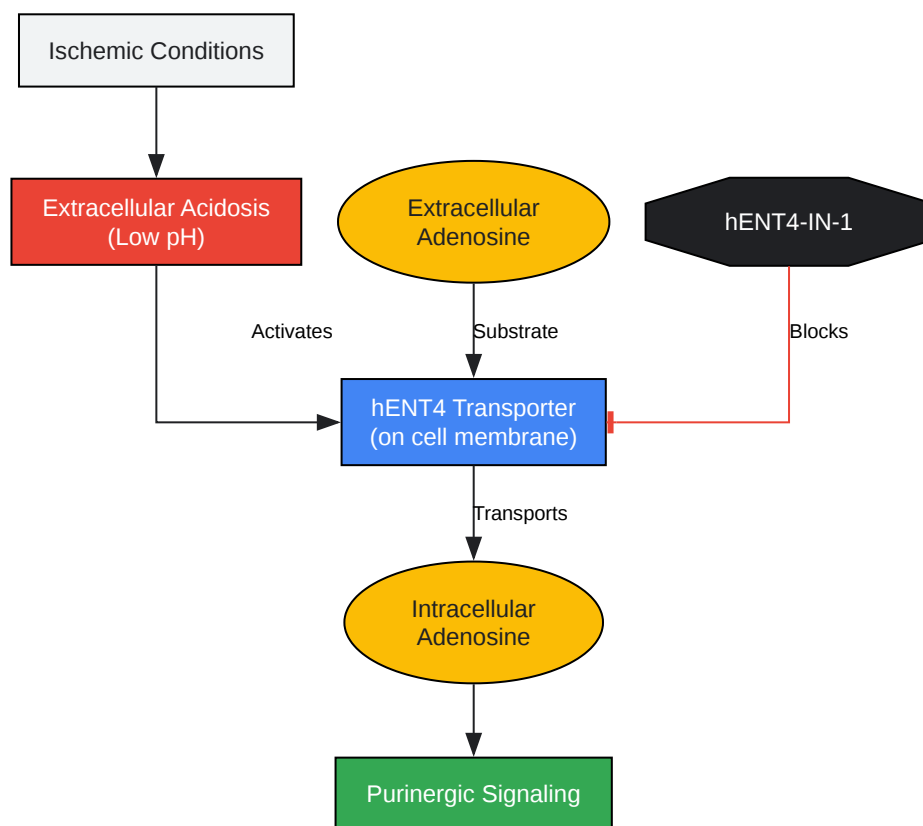 Ischemic Conditions
Extracellular Acidosis
(Low pH)
Extracellular
Adenosine
hENT4-IN-1
Activates
Substrate
Blocks
hENT4 Transporter
(on cell membrane)
Transports
Intracellular
Adenosine
Purinergic Signaling